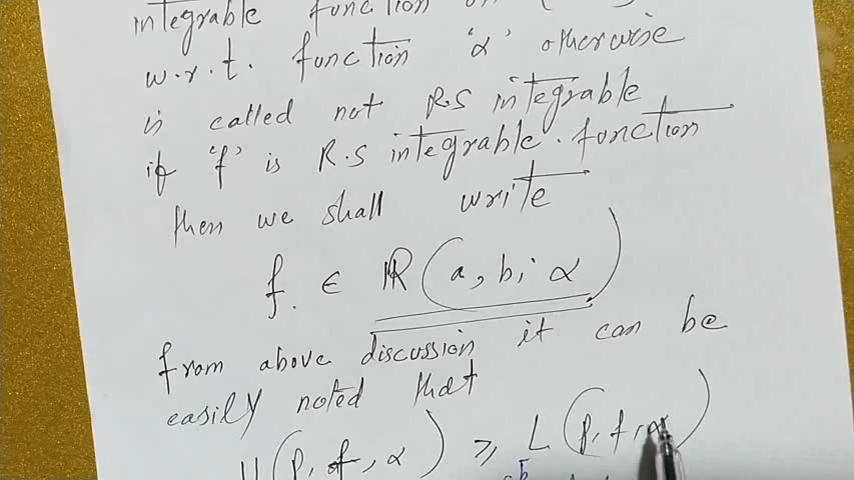 integrable function on
w.r.t. function 'α' otherwise
is called not R.S integrable
if 'f' is R.S integrable. function
then we shall write
f. ∈ ℝ(a, b; α)
from above discussion it can be
easily noted that
U(p, f, α) ⩾ L(p, f, α)